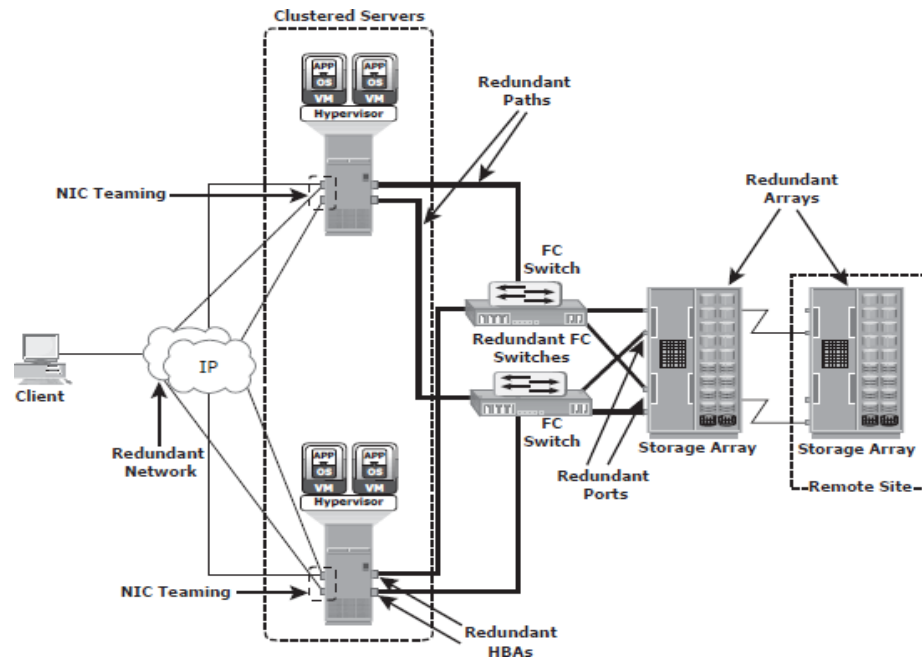 Clustered Servers
APP
OS
VM
APP
OS
VM
Hypervisor
Redundant
Paths
NIC Teaming
Redundant
Arrays
FC
Switch
Redundant FC
Switches
Client
IP
FC
Switch
Storage Array
Storage Array
Redundant
Network
APP
OS
VM
APP
OS
VM
Hypervisor
Redundant
Ports
Remote Site
NIC Teaming
Redundant
HBAs